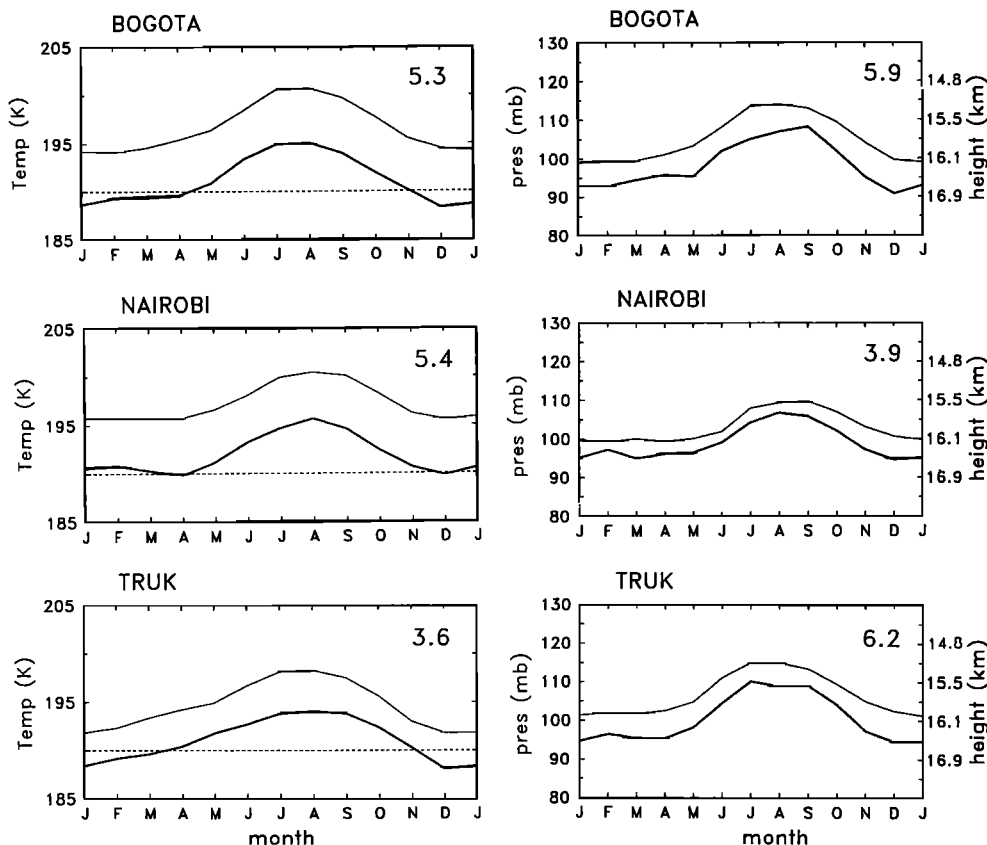 BOGOTA
205
195
185
Temp (K)
5.3
J F M A M J J A S O N D J
BOGOTA
130
120
110
100
90
80
pres (mb)
5.9
14.8
15.5
16.1
16.9
height (km)
J F M A M J J A S O N D J
NAIROBI
205
195
185
Temp (K)
5.4
J F M A M J J A S O N D J
NAIROBI
130
120
110
100
90
80
pres (mb)
3.9
14.8
15.5
16.1
16.9
height (km)
J F M A M J J A S O N D J
TRUK
205
195
185
Temp (K)
3.6
J F M A M J J A S O N D J
month
TRUK
130
120
110
100
90
80
pres (mb)
6.2
14.8
15.5
16.1
16.9
height (km)
J F M A M J J A S O N D J
month